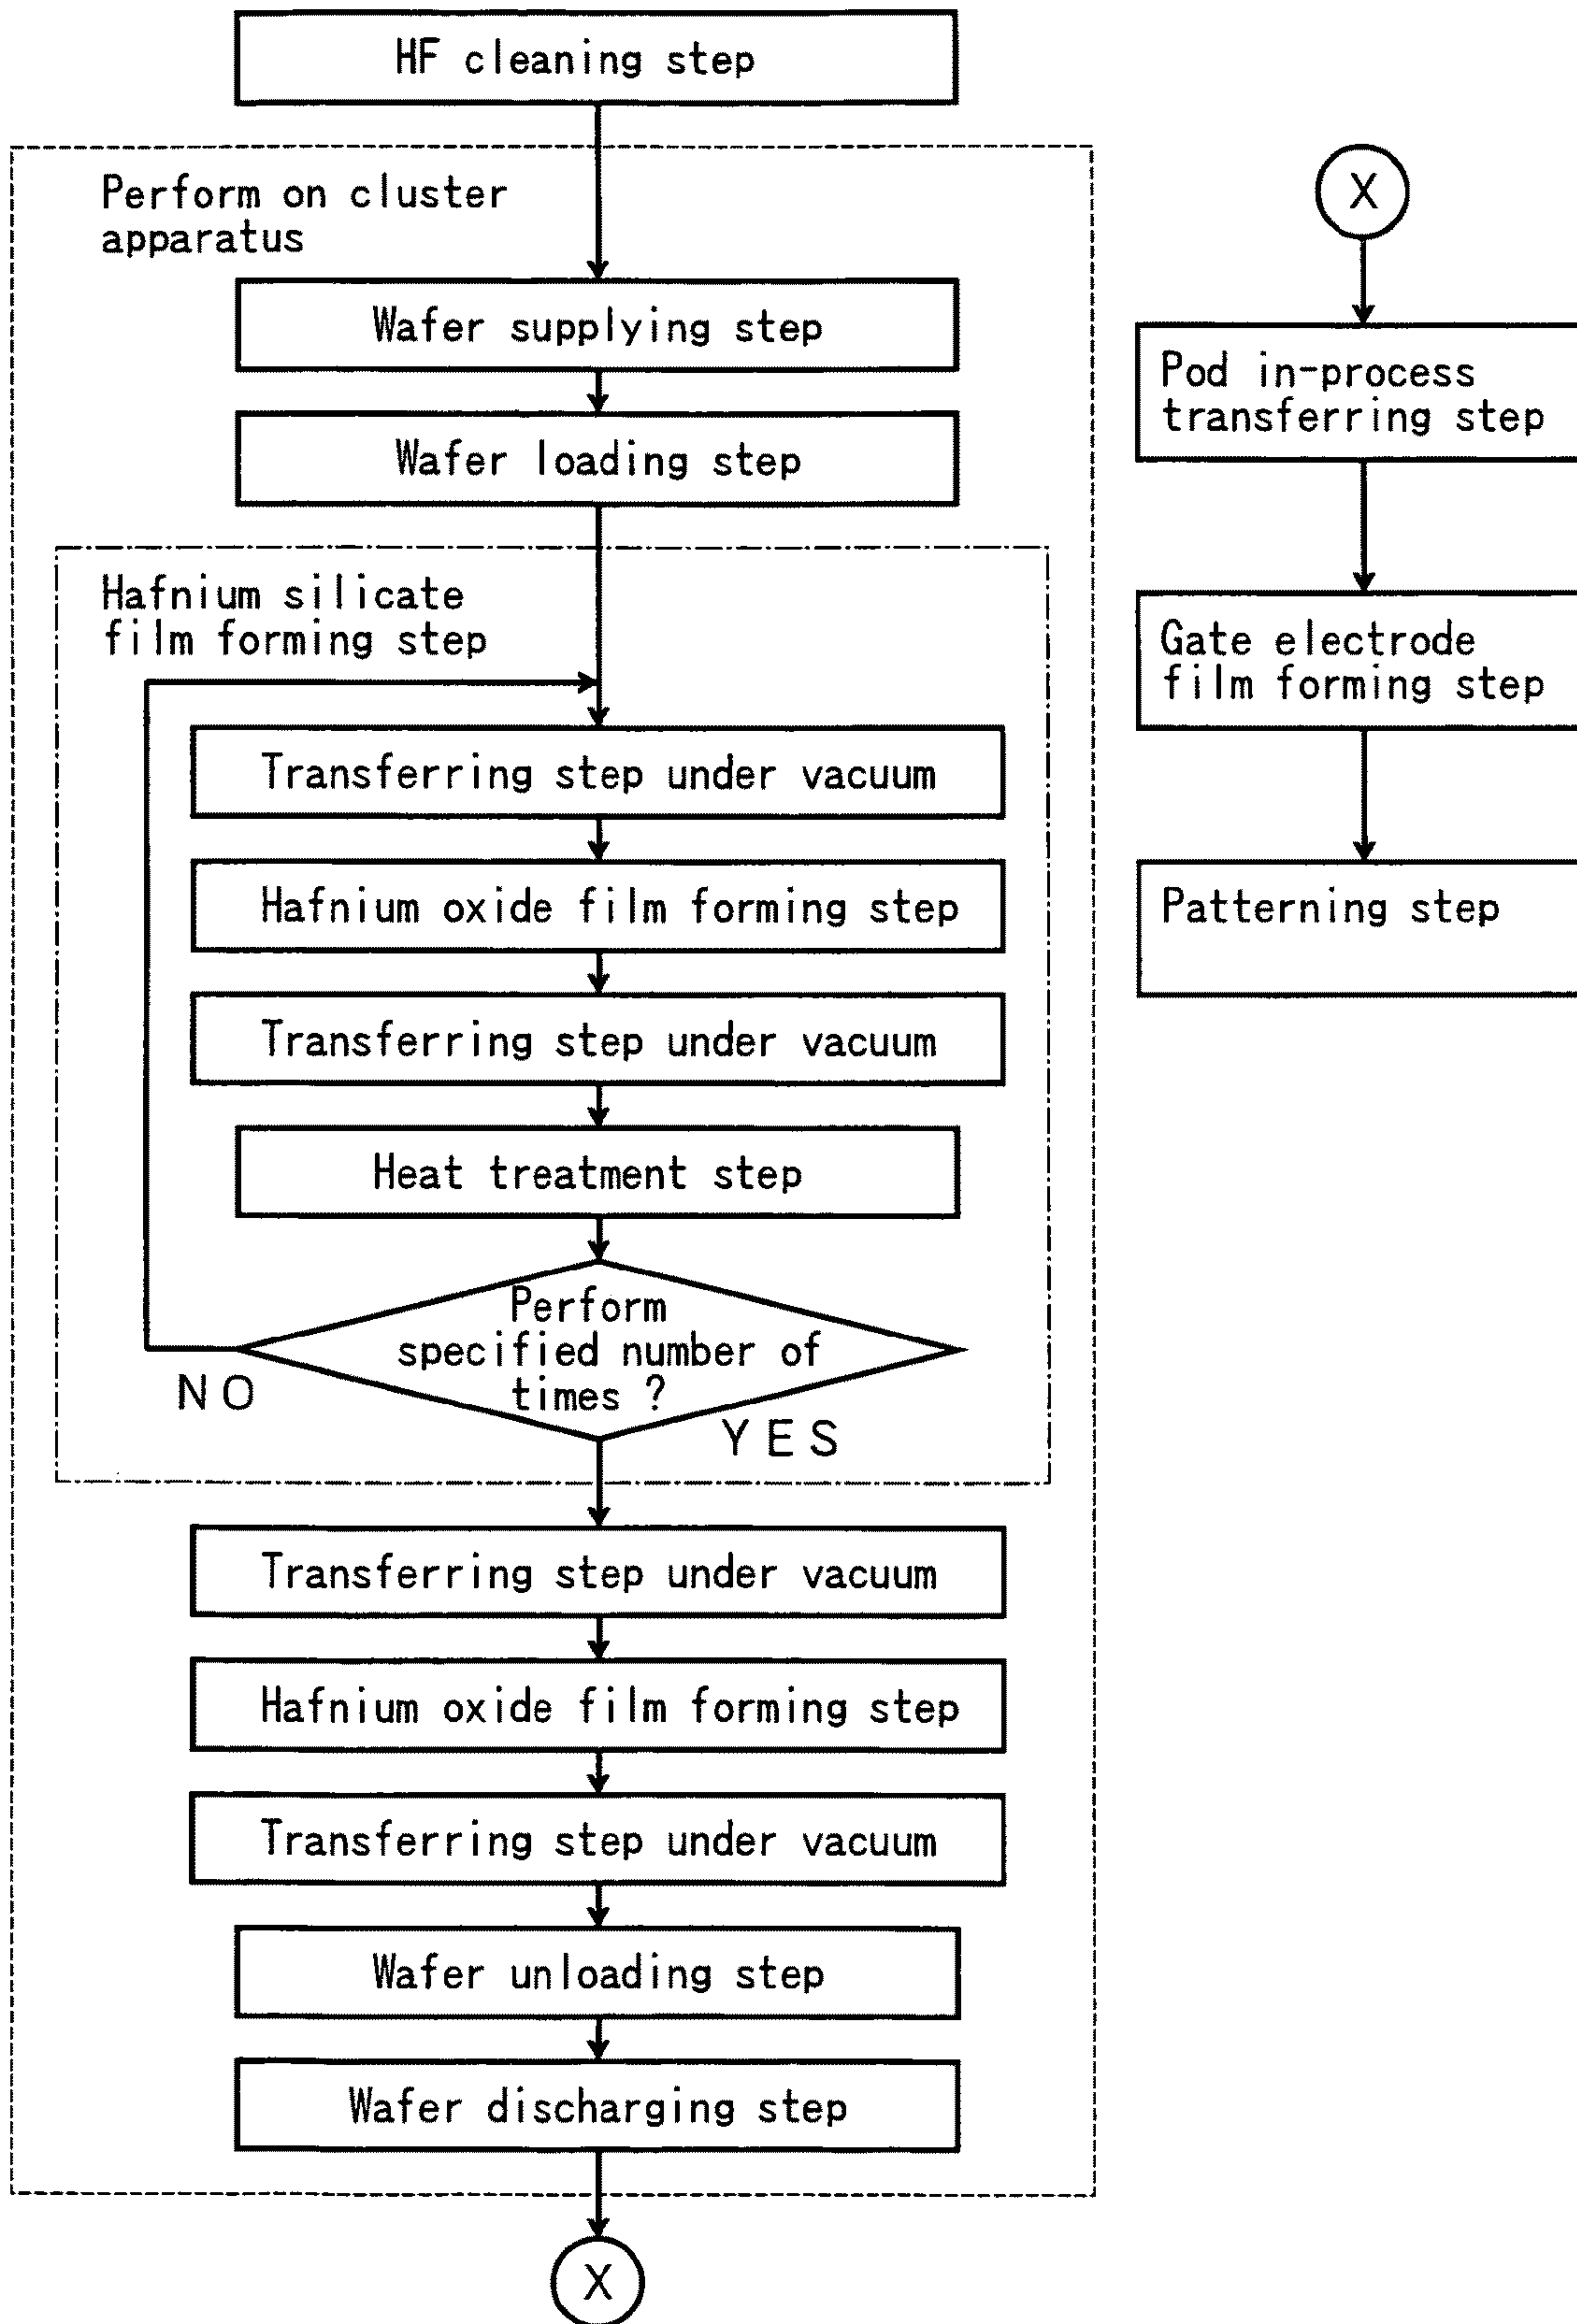 HF cleaning step
Perform on cluster
apparatus
Wafer supplying step
Wafer loading step
Hafnium silicate
film forming step
Transferring step under vacuum
Hafnium oxide film forming step
Transferring step under vacuum
Heat treatment step
Perform
specified number of
times ?
NO
YES
Transferring step under vacuum
Hafnium oxide film forming step
Transferring step under vacuum
Wafer unloading step
Wafer discharging step
X
X
Pod in-process
transferring step
Gate electrode
film forming step
Patterning step